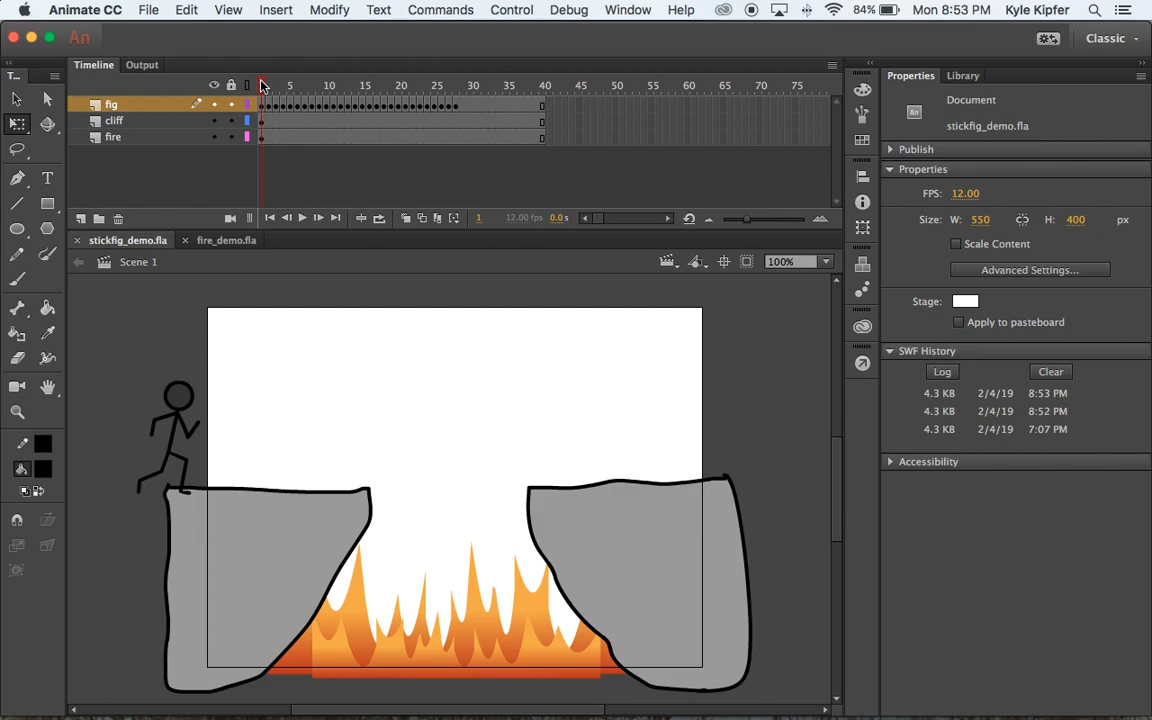 Animate CC File Edit View Insert Modify Text Commands Control Debug Window Help 84% Mon 8:53 PM Kyle Kipfer
An Classic
T... Timeline Output Properties Library
5 10 15 20 25 30 35 40 45 50 55 60 65 70 75
fig
cliff
fire
Document
stickfig_demo.fla
Publish
Properties
FPS: 12.00
1 12.00 fps 0.0 s
Size: W: 550 H: 400 px
stickfig_demo.fla fire_demo.fla
Scale Content
Scene 1 100%
Advanced Settings...
Stage:
Apply to pasteboard
SWF History
Log Clear
4.3 KB 2/4/19 8:53 PM
4.3 KB 2/4/19 8:52 PM
4.3 KB 2/4/19 7:07 PM
Accessibility